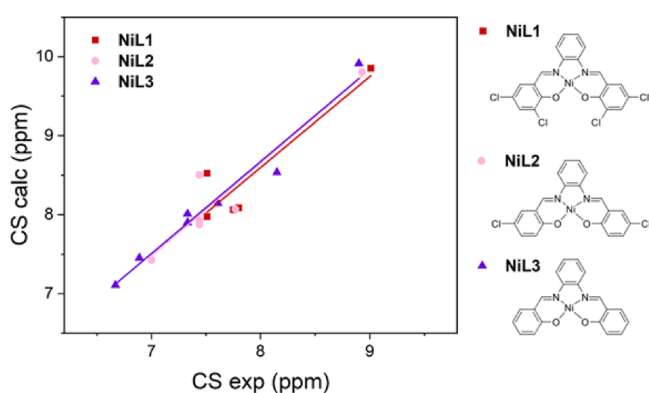 NiL1
NiL2
NiL3
CS calc (ppm)
10
9
8
7
7 8 9
CS exp (ppm)
NiL1
N N
Ni
Cl O O Cl
Cl Cl
NiL2
N N
Ni
Cl O O Cl
NiL3
N N
Ni
O O